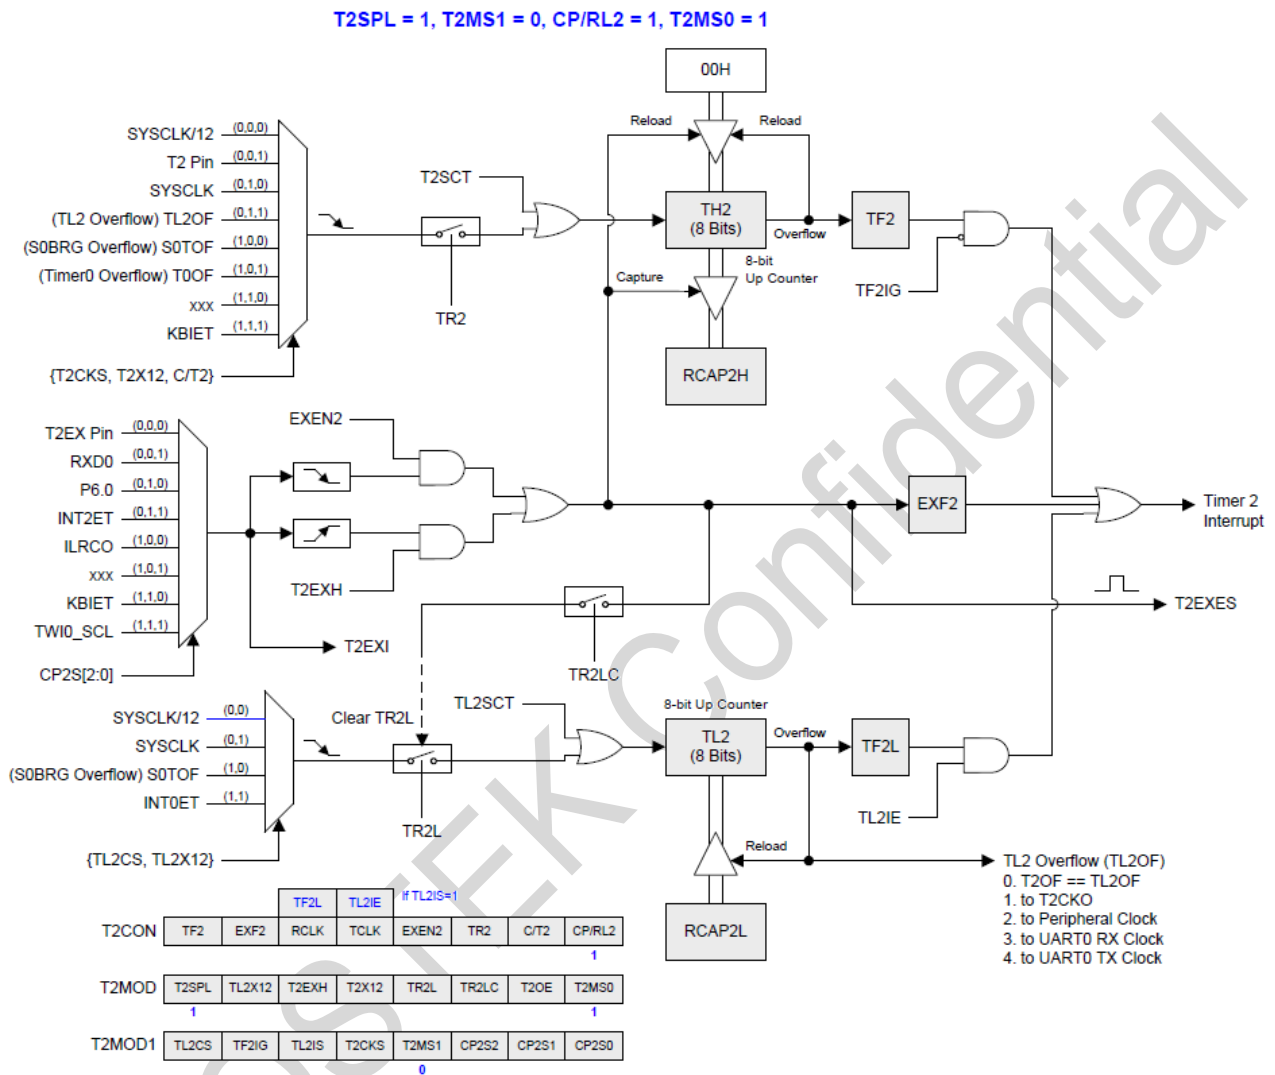 T2SPL = 1, T2MS1 = 0, CP/RL2 = 1, T2MS0 = 1
00H
Reload
Reload
SYSCLK/12 (0,0,0)
T2 Pin (0,0,1)
SYSCLK (0,1,0)
(TL2 Overflow) TL2OF (0,1,1)
(S0BRG Overflow) S0TOF (1,0,0)
(Timer0 Overflow) T0OF (1,0,1)
xxx (1,1,0)
KBIET (1,1,1)
{T2CKS, T2X12, C/T2}
TR2
T2SCT
TH2
(8 Bits)
Overflow
8-bit
Up Counter
TF2
TF2IG
Capture
RCAP2H
T2EX Pin (0,0,0)
RXD0 (0,0,1)
P6.0 (0,1,0)
INT2ET (0,1,1)
ILRCO (1,0,0)
xxx (1,0,1)
KBIET (1,1,0)
TWI0_SCL (1,1,1)
CP2S[2:0]
EXEN2
T2EXH
T2EXI
EXF2
Timer 2
Interrupt
T2EXES
TR2LC
SYSCLK/12 (0,0)
SYSCLK (0,1)
(S0BRG Overflow) S0TOF (1,0)
INT0ET (1,1)
{TL2CS, TL2X12}
Clear TR2L
TR2L
TL2SCT
8-bit Up Counter
TL2
(8 Bits)
Overflow
TF2L
TL2IE
Reload
RCAP2L
TL2 Overflow (TL2OF)
0. T2OF == TL2OF
1. to T2CKO
2. to Peripheral Clock
3. to UART0 RX Clock
4. to UART0 TX Clock
TF2L TL2IE If TL2IS=1
T2CON TF2 EXF2 RCLK TCLK EXEN2 TR2 C/T2 CP/RL2
1
T2MOD T2SPL TL2X12 T2EXH T2X12 TR2L TR2LC T2OE T2MS0
1 1
T2MOD1 TL2CS TF2IG TL2IS T2CKS T2MS1 CP2S2 CP2S1 CP2S0
0
STEK Confidential